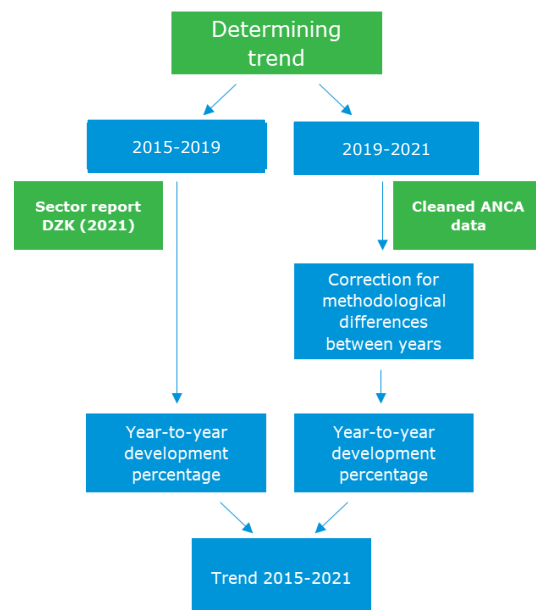 Determining
trend
2015-2019
2019-2021
Sector report
DZK (2021)
Cleaned ANCA
data
Correction for
methodological
differences
between years
Year-to-year
development
percentage
Year-to-year
development
percentage
Trend 2015-2021